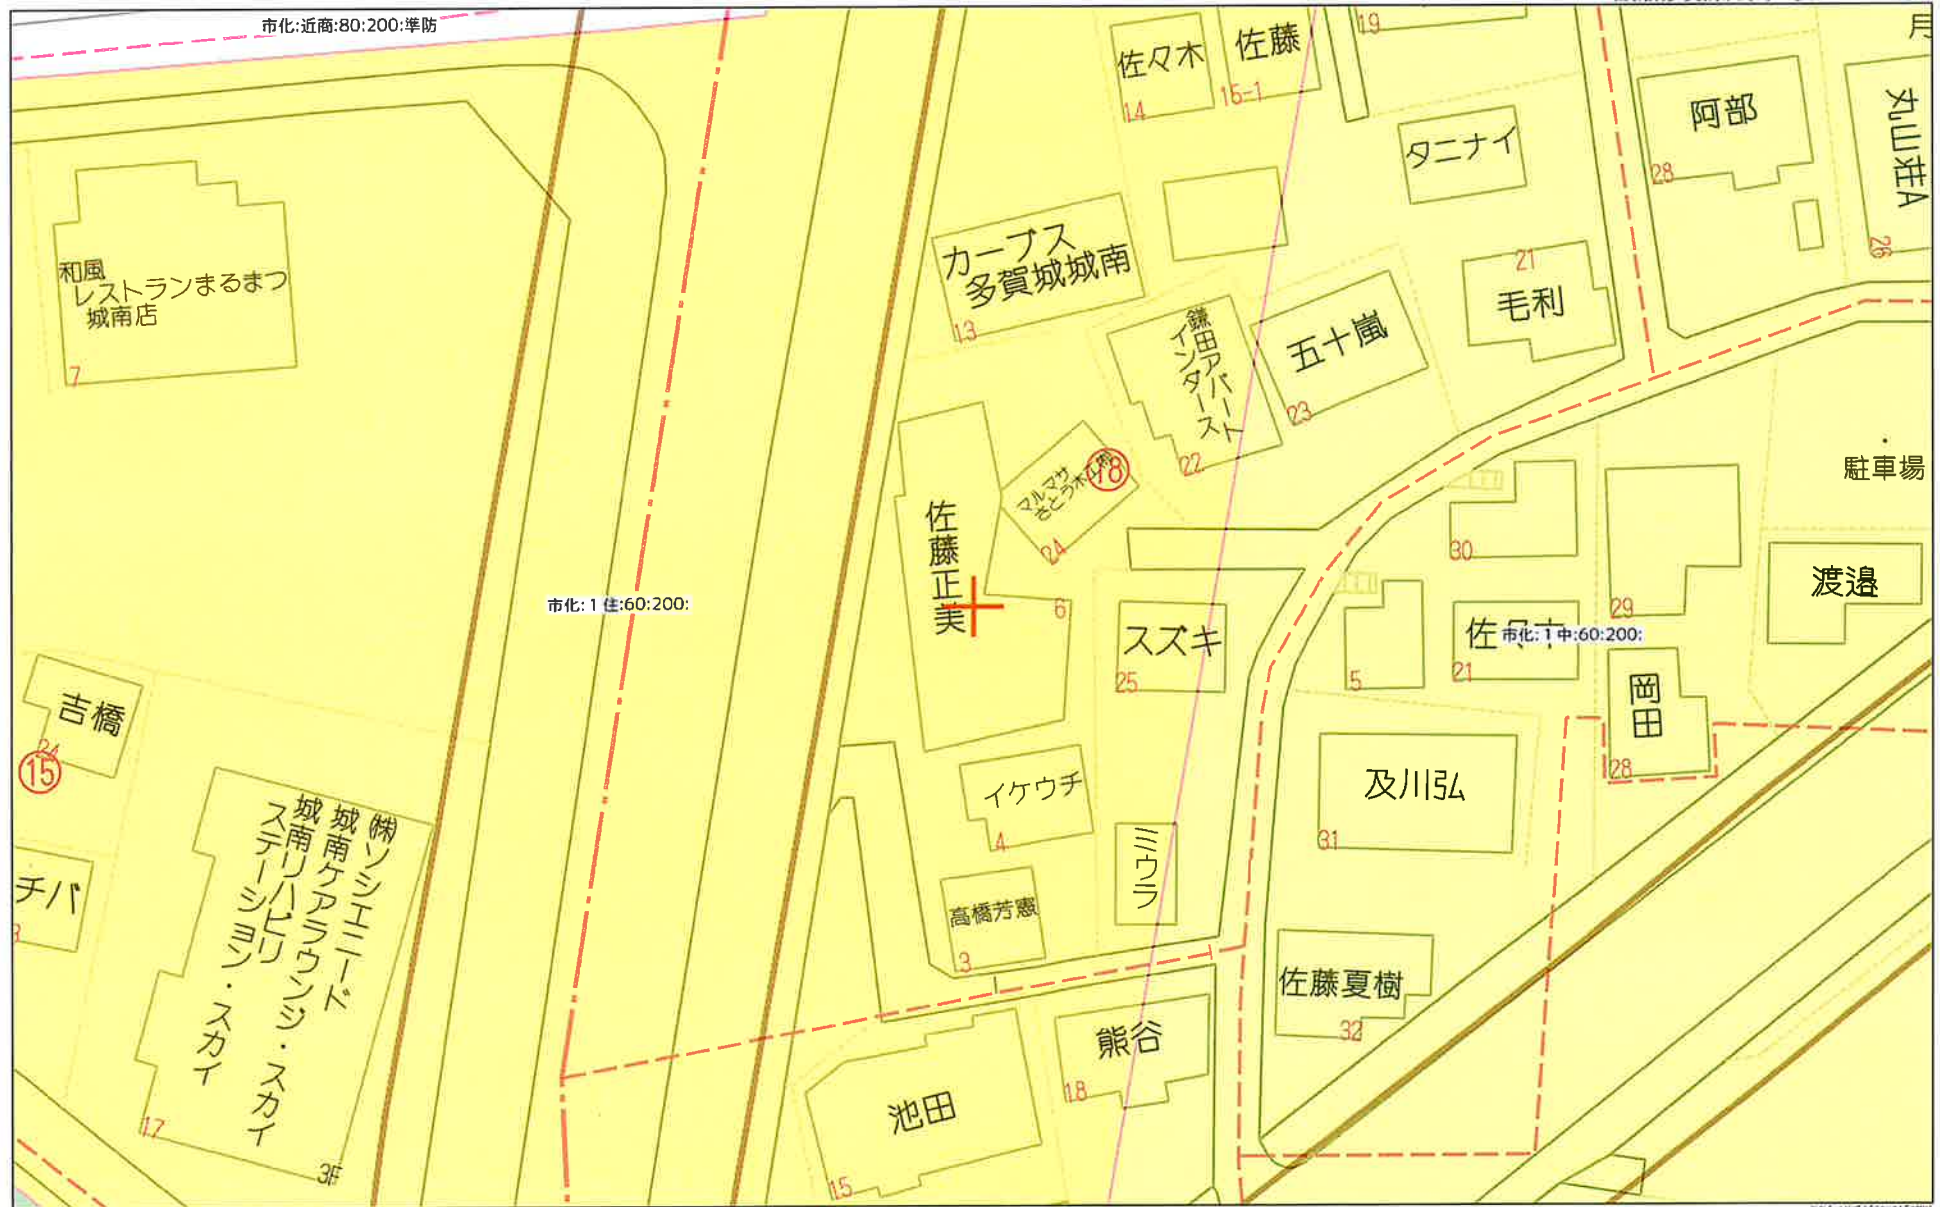 市化:近商:80:200:準防
佐々木
14
佐藤
15-1
19
タニナイ
阿部
28
丸山荘A
26
月
和風
レストランまるまつ
城南店
7
カーブス
多賀城城南
13
21
毛利
鎌田アパート
インタース
22
五十嵐
23
駐車場
佐藤正美
6
マルマサ
18
24
市化:1住:60:200:
スズキ
25
30
29
渡邉
5
21
市化:1中:60:200:
岡田
28
吉橋
24
15
イケウチ
4
及川弘
31
チバ
ミウラ
㈱ソシエニード
城南ケアラウンジ・スカイ
城南リハビリ
ステーション・スカイ
17
3F
高橋芳憲
3
佐藤夏樹
32
熊谷
18
池田
15